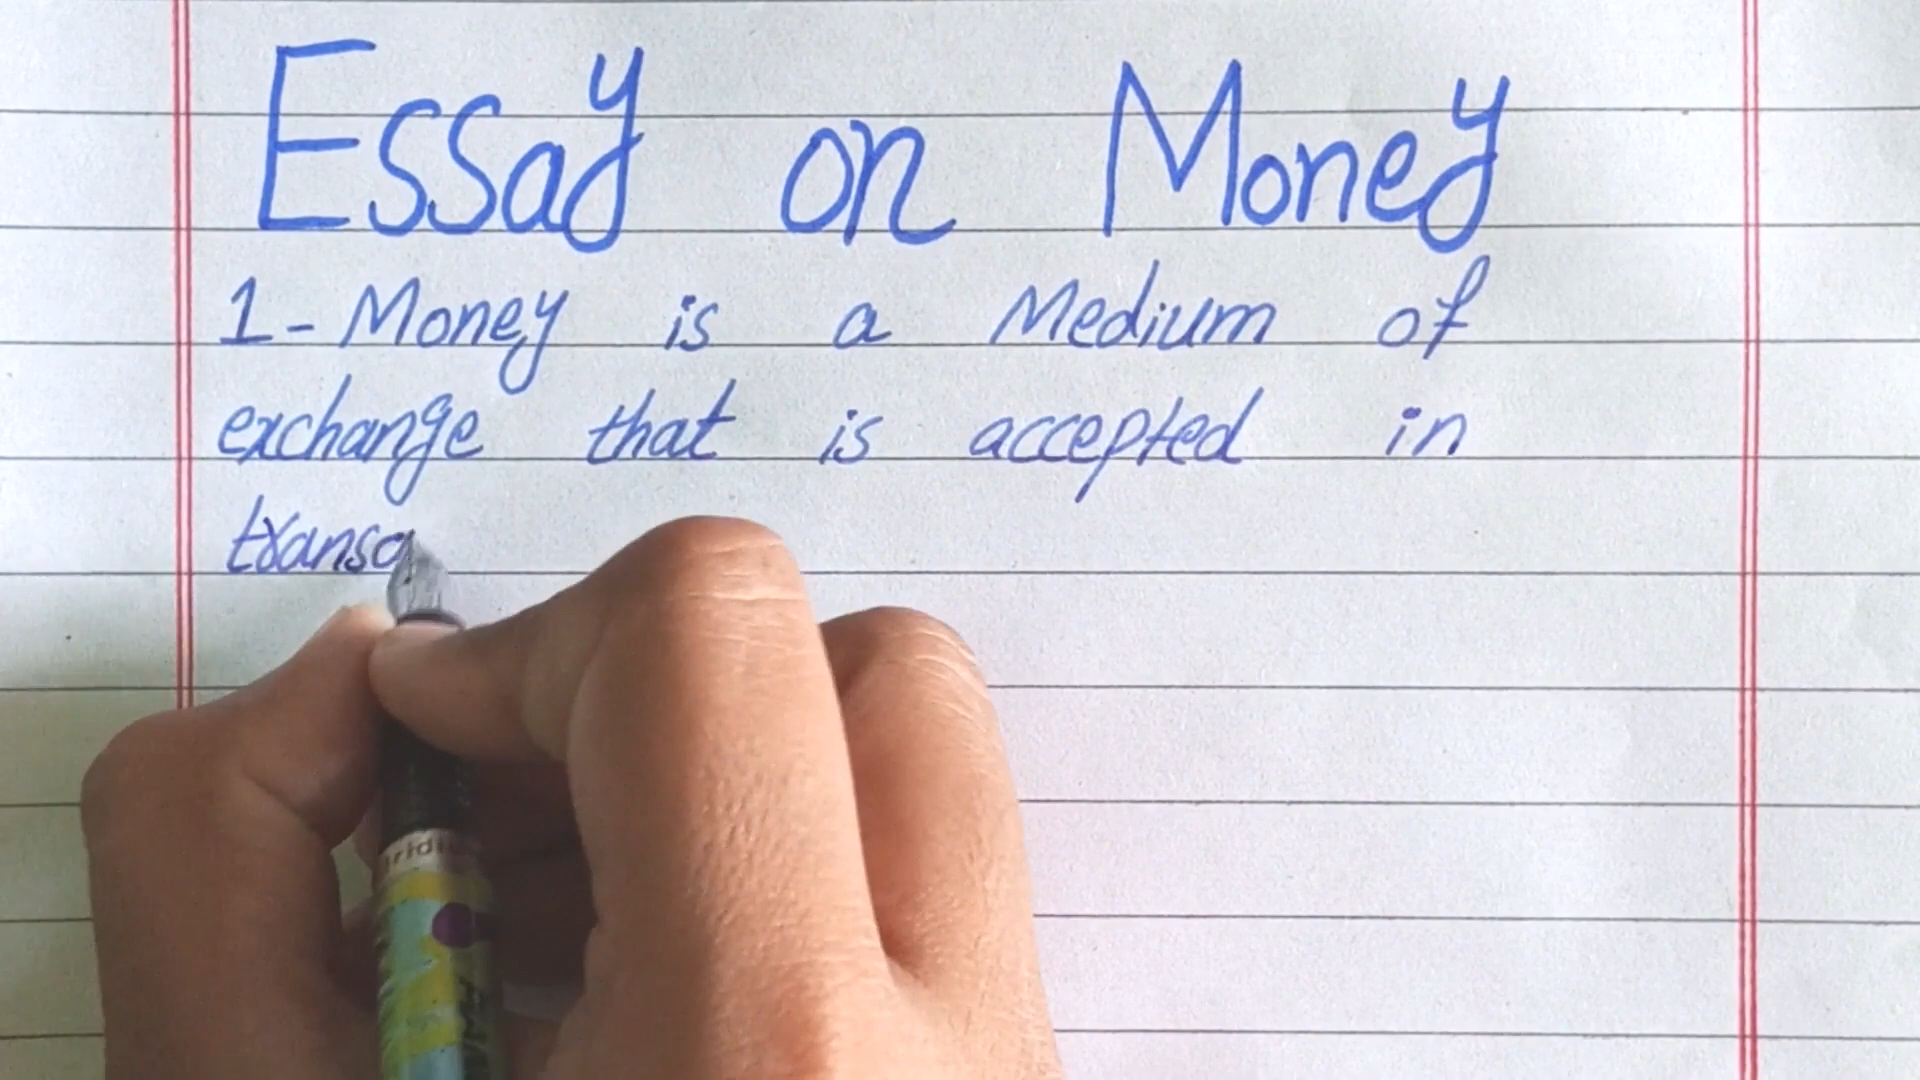 Essay on Money
1- Money is a Medium of
exchange that is accepted in
transa